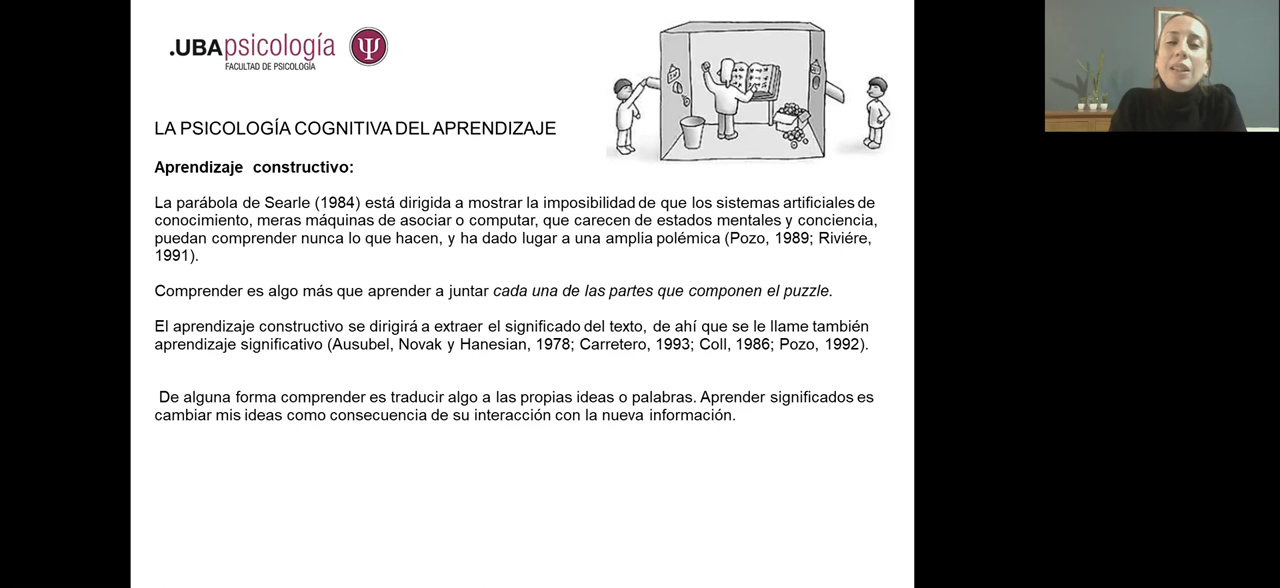 .UBApsicología
FACULTAD DE PSICOLOGÍA
LA PSICOLOGÍA COGNITIVA DEL APRENDIZAJE
Aprendizaje constructivo:
La parábola de Searle (1984) está dirigida a mostrar la imposibilidad de que los sistemas artificiales de
conocimiento, meras máquinas de asociar o computar, que carecen de estados mentales y conciencia,
puedan comprender nunca lo que hacen, y ha dado lugar a una amplia polémica (Pozo, 1989; Riviére,
1991).
Comprender es algo más que aprender a juntar cada una de las partes que componen el puzzle.
El aprendizaje constructivo se dirigirá a extraer el significado del texto, de ahí que se le llame también
aprendizaje significativo (Ausubel, Novak y Hanesian, 1978; Carretero, 1993; Coll, 1986; Pozo, 1992).
De alguna forma comprender es traducir algo a las propias ideas o palabras. Aprender significados es
cambiar mis ideas como consecuencia de su interacción con la nueva información.